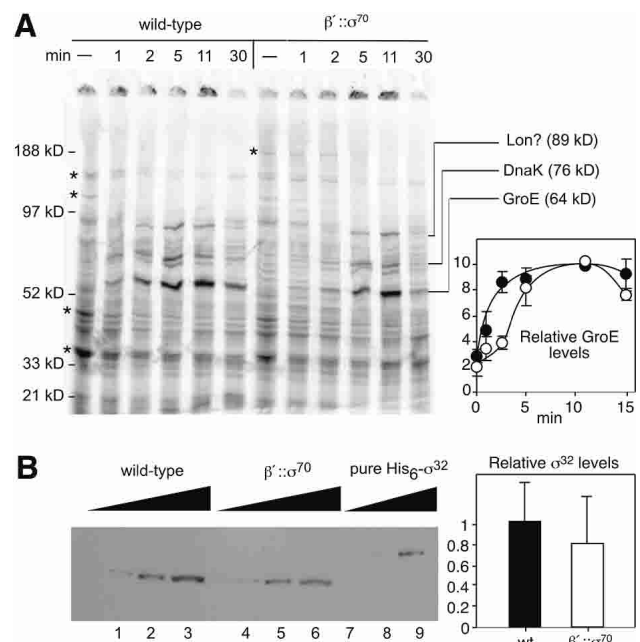 A
wild-type β′::σ70
min — 1 2 5 11 30 — 1 2 5 11 30
188 kD
97 kD
52 kD
33 kD
21 kD
*
*
*
*
*
Lon? (89 kD)
DnaK (76 kD)
GroE (64 kD)
10
8
6
4
2
0
Relative GroE
levels
0 5 10 15
min
B
wild-type β′::σ70 pure His6-σ32
1 2 3 4 5 6 7 8 9
Relative σ32 levels
1
0.8
0.6
0.4
0.2
0
wt β′::σ70